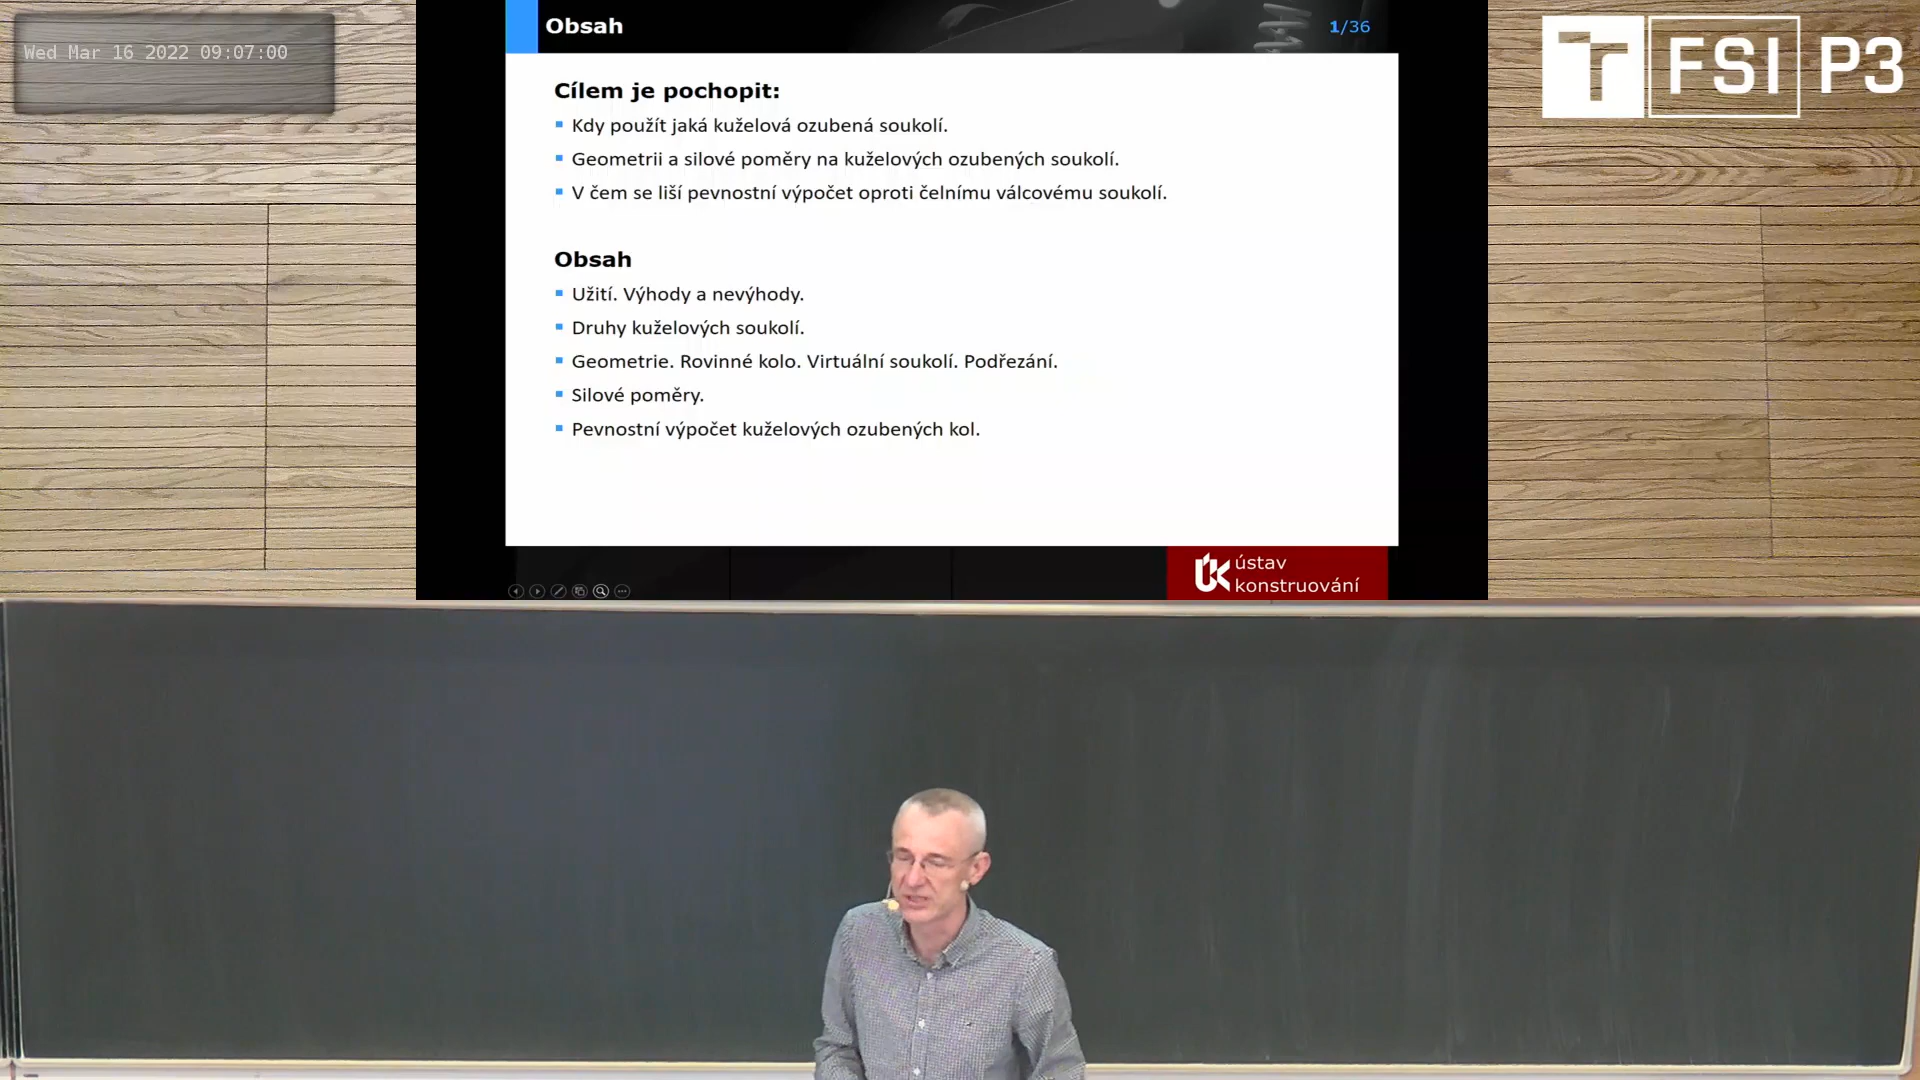 Wed Mar 16 2022 09:07:00
Obsah
1/36
T FSI P3
Cílem je pochopit:
Kdy použít jaká kuželová ozubená soukolí.
Geometrii a silové poměry na kuželových ozubených soukolí.
V čem se liší pevnostní výpočet oproti čelnímu válcovému soukolí.
Obsah
Užití. Výhody a nevýhody.
Druhy kuželových soukolí.
Geometrie. Rovinné kolo. Virtuální soukolí. Podřezání.
Silové poměry.
Pevnostní výpočet kuželových ozubených kol.
ústav
konstruování